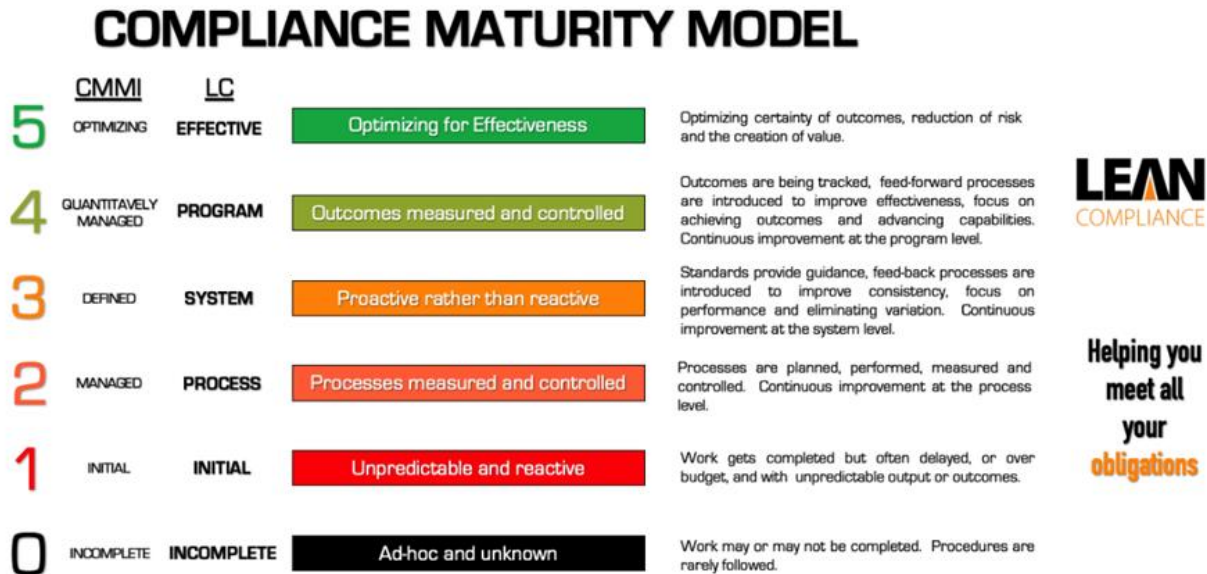 COMPLIANCE MATURITY MODEL
CMMI
LC
5
OPTIMIZING
EFFECTIVE
Optimizing for Effectiveness
Optimizing certainty of outcomes, reduction of risk
and the creation of value.
4
QUANTITAVELY
MANAGED
PROGRAM
Outcomes measured and controlled
Outcomes are being tracked, feed-forward processes
are introduced to improve effectiveness, focus on
achieving outcomes and advancing capabilities.
Continuous improvement at the program level.
3
DEFINED
SYSTEM
Proactive rather than reactive
Standards provide guidance, feed-back processes are
introduced to improve consistency, focus on
performance and eliminating variation. Continuous
improvement at the system level.
2
MANAGED
PROCESS
Processes measured and controlled
Processes are planned, performed, measured and
controlled. Continuous improvement at the process
level.
1
INITIAL
INITIAL
Unpredictable and reactive
Work gets completed but often delayed, or over
budget, and with unpredictable output or outcomes.
0
INCOMPLETE
INCOMPLETE
Ad-hoc and unknown
Work may or may not be completed. Procedures are
rarely followed.
LEAN
COMPLIANCE
Helping you
meet all
your
obligations